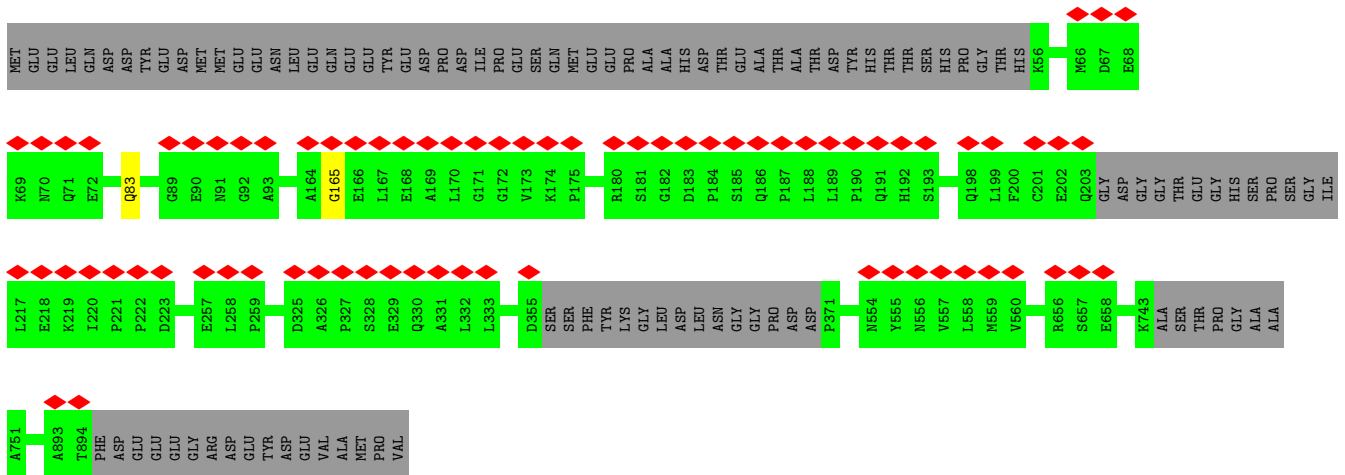 MET GLU GLU LEU GLN ASP ASP TYR GLU ASP MET MET GLU GLU ASN LEU GLU GLN GLU GLU TYR GLU ASP PRO ASP ILE PRO GLU SER GLN MET GLU GLU PRO ALA ALA HIS ASP THR GLU ALA THR ALA THR ASP TYR HIS THR THR SER HIS PRO GLY THR HIS K56 M66 D67 E68
K69 N70 Q71 E72 Q83 G89 E90 N91 G92 A93 A164 G165 E166 L167 E168 A169 L170 G171 G172 V173 K174 P175 R180 S181 G182 D183 P184 S185 Q186 P187 L188 L189 P190 Q191 H192 S193 Q198 L199 F200 C201 E202 Q203 GLY ASP GLY GLY THR GLU GLY HIS SER PRO SER GLY ILE
L217 E218 K219 I220 P221 P222 D223 E257 L258 P259 D325 A326 P327 S328 E329 Q330 A331 L332 L333 D355 SER SER PHE TYR LYS GLY LEU ASP LEU ASN GLY GLY PRO ASP ASP P371 N554 Y555 N556 V557 L558 M559 V560 R656 S657 E658 K743 ALA SER THR PRO GLY ALA ALA
A751 A893 T894 PHE ASP GLU GLU GLU GLY ARG ASP GLU TYR ASP GLU VAL ALA MET PRO VAL